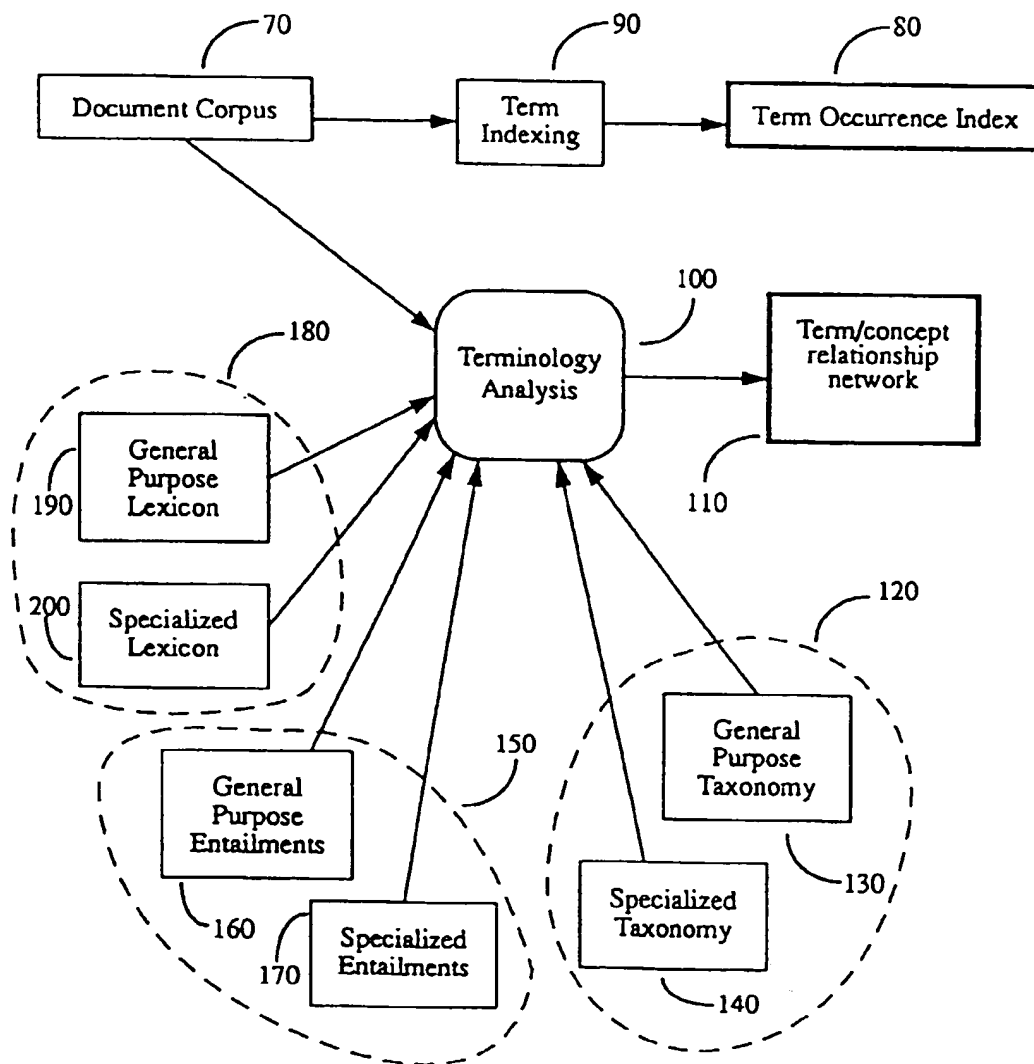 70
90
80
Document Corpus
Term
Indexing
Term Occurrence Index
100
Terminology
Analysis
Term/concept
relationship
network
110
180
General
Purpose
Lexicon
190
200
Specialized
Lexicon
120
General
Purpose
Taxonomy
130
150
General
Purpose
Entailments
160
Specialized
Taxonomy
140
170
Specialized
Entailments